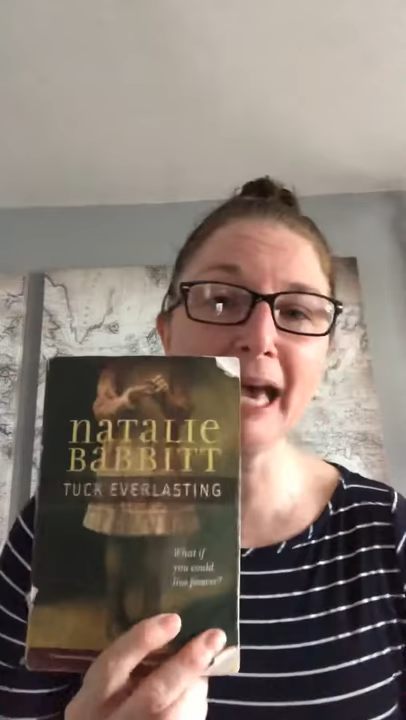 natalie
BaBBITT
TUCK EVERLASTING
What if
you could
live forever?